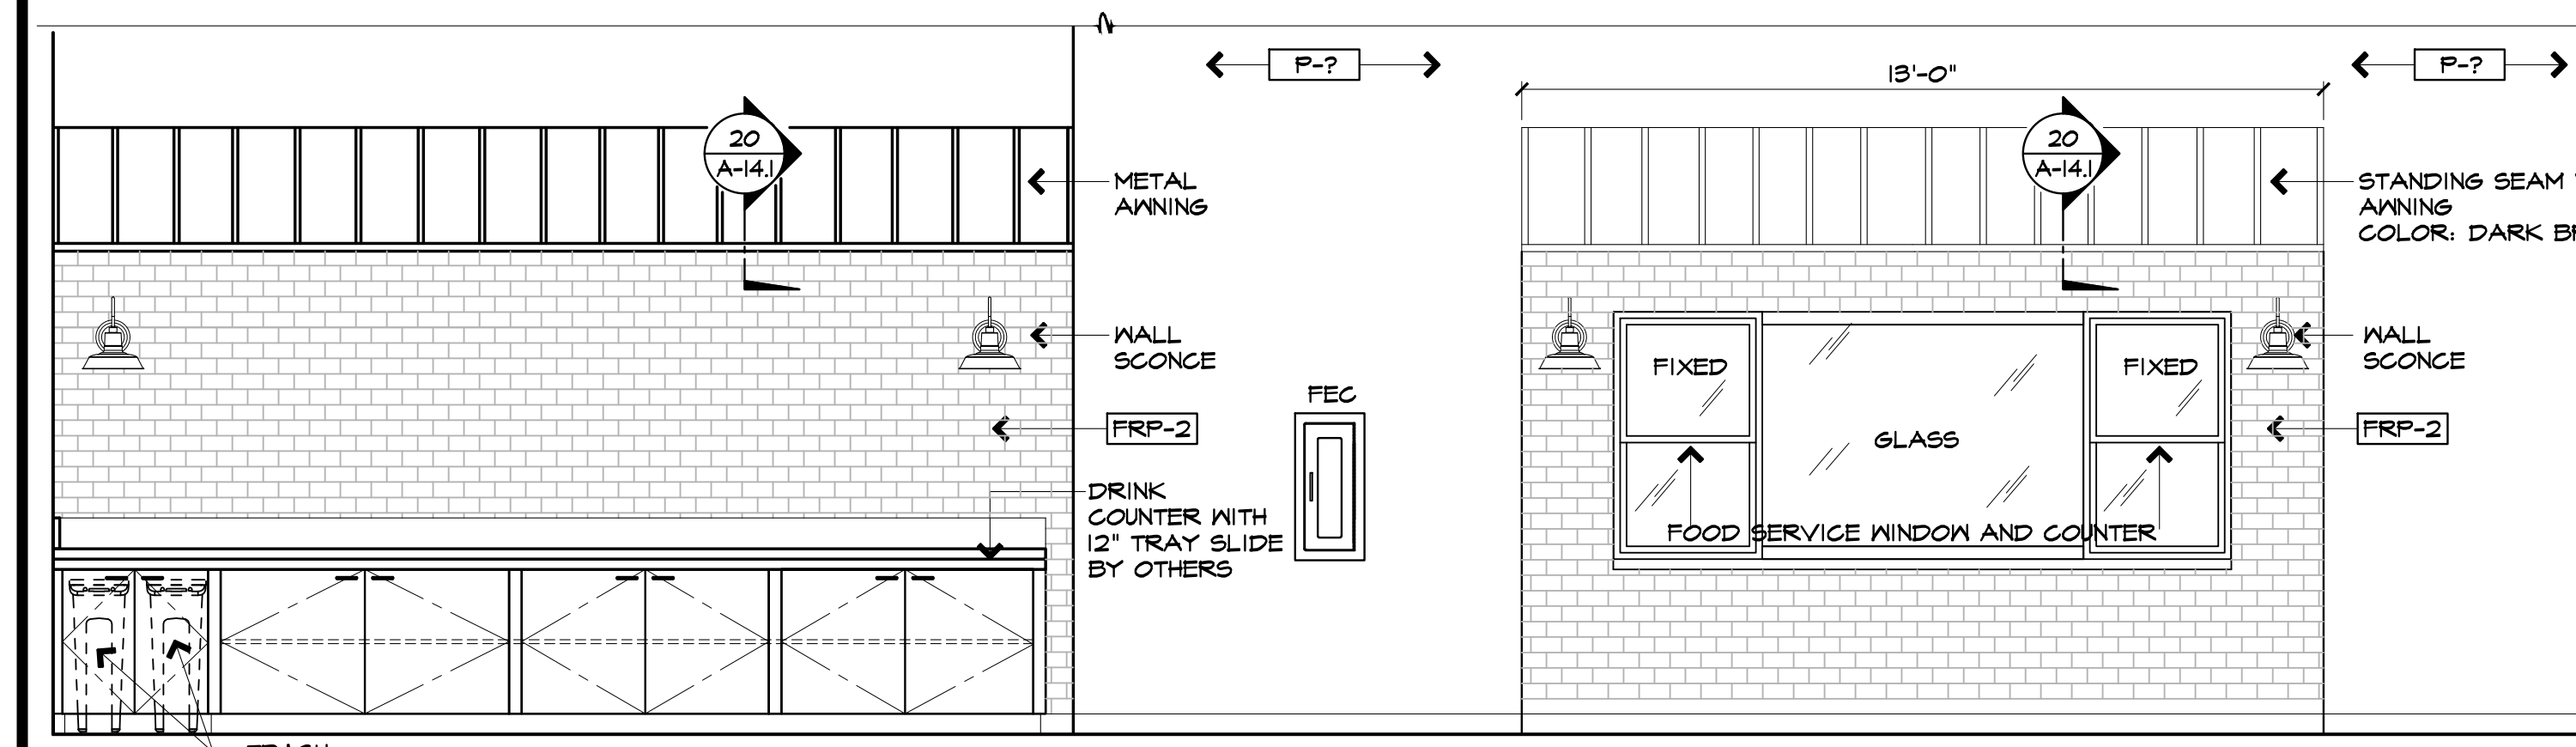 P-?
13'-0"
P-?
20
A-14.1
METAL
AWNING
20
A-14.1
STANDING SEAM
AWNING
COLOR: DARK
WALL
SCONCE
FRP-2
DRINK
COUNTER WITH
12" TRAY SLIDE
BY OTHERS
FEC
FIXED
GLASS
FIXED
FOOD SERVICE WINDOW AND COUNTER
WALL
SCONCE
FRP-2
TRASH